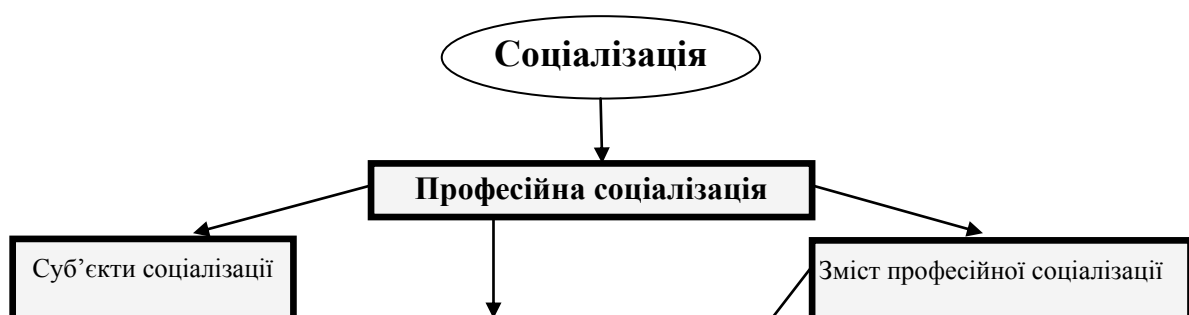 Соціалізація
Професійна соціалізація
Суб’єкти соціалізації
Зміст професійної соціалізації